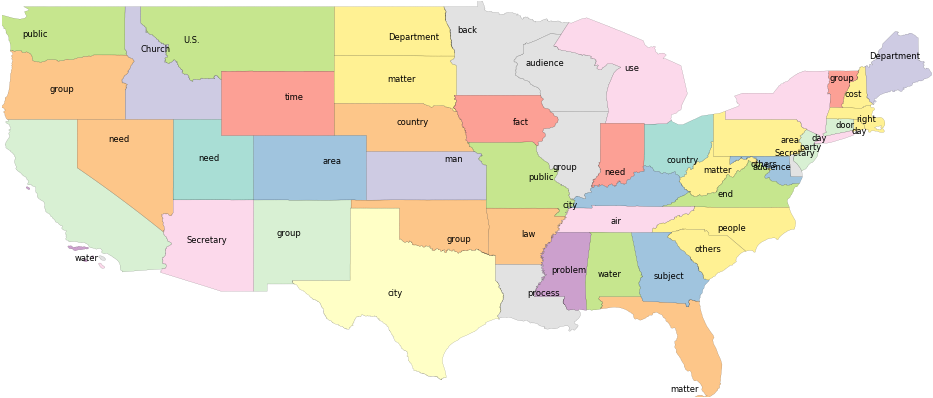 back
public
U.S.
Department
Church
Department
audience
use
matter
group
cost
group
time
country
fact
right
door
day
need
day
area
party
need
area
man
country
Secretary
public
group
need
matter
others
audience
end
city
air
Secretary
group
group
law
people
water
others
problem
water
subject
city
process
matter